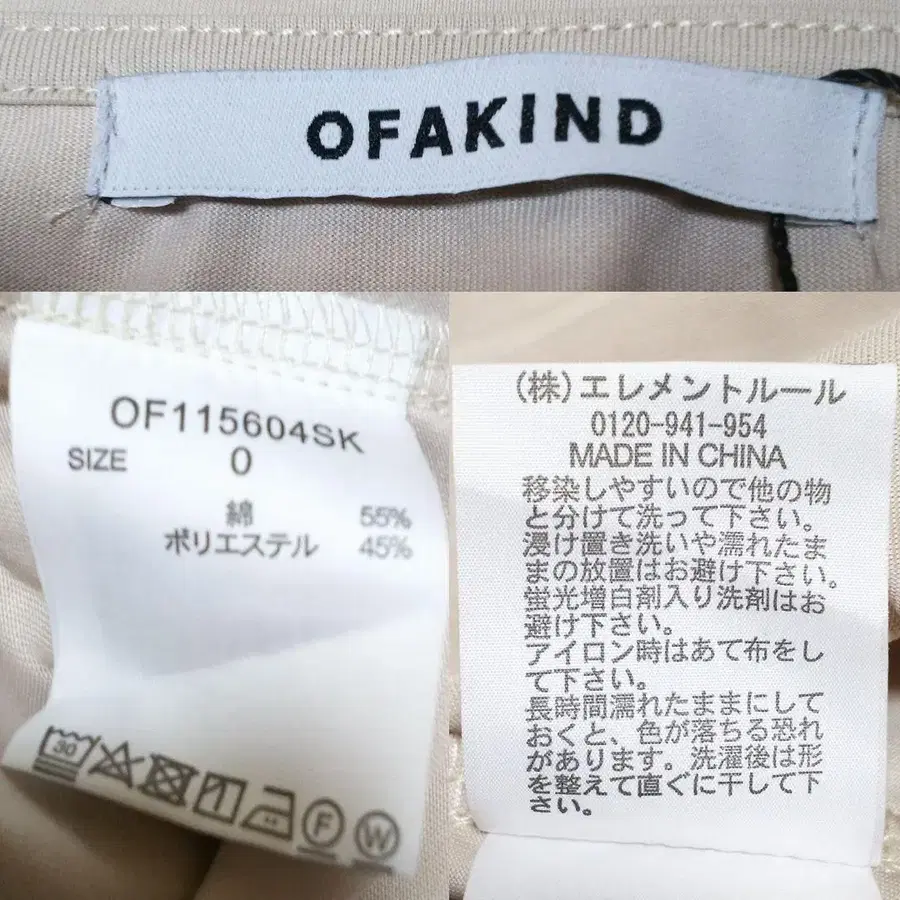 OFAKIND
OF115604SK
SIZE 0
綿 55%
ポリエステル 45%
30
F
W
(株)エレメントルール
0120-941-954
MADE IN CHINA
移染しやすいので他の物
と分けて洗って下さい。
浸け置き洗いや濡れたま
まの放置はお避け下さい。
蛍光増白剤入り洗剤はお
避け下さい。
アイロン時はあて布をし
て下さい。
長時間濡れたままにして
おくと、色が落ちる恐れ
があります。洗濯後は形
を整えて直ぐに干して下
さい。